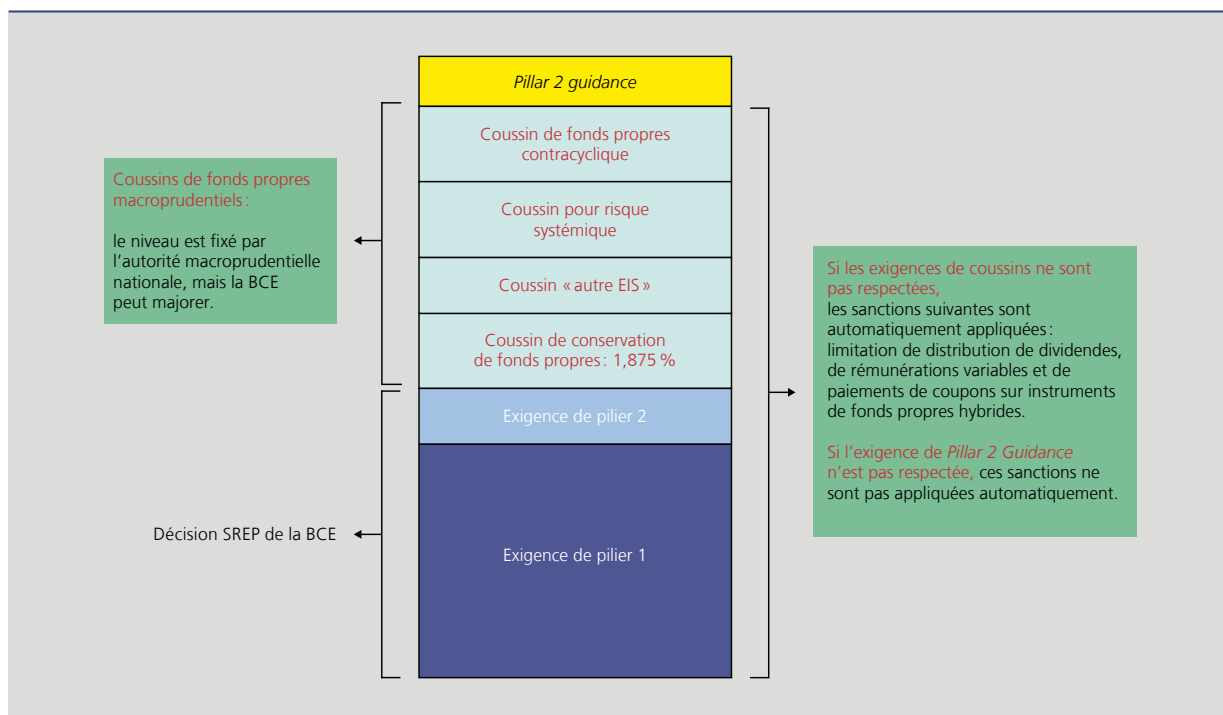 Pillar 2 guidance
Coussin de fonds propres
contracyclique
Coussin pour risque
systémique
Coussin « autre EIS »
Coussin de conservation
de fonds propres : 1,875 %
Exigence de pilier 2
Exigence de pilier 1
Coussins de fonds propres
macroprudentiels :
le niveau est fixé par
l'autorité macroprudentielle
nationale, mais la BCE
peut majorer.
Décision SREP de la BCE
Si les exigences de coussins ne sont
pas respectées,
les sanctions suivantes sont
automatiquement appliquées :
limitation de distribution de dividendes,
de rémunérations variables et de
paiements de coupons sur instruments
de fonds propres hybrides.
Si l'exigence de Pillar 2 Guidance
n'est pas respectée, ces sanctions ne
sont pas appliquées automatiquement.